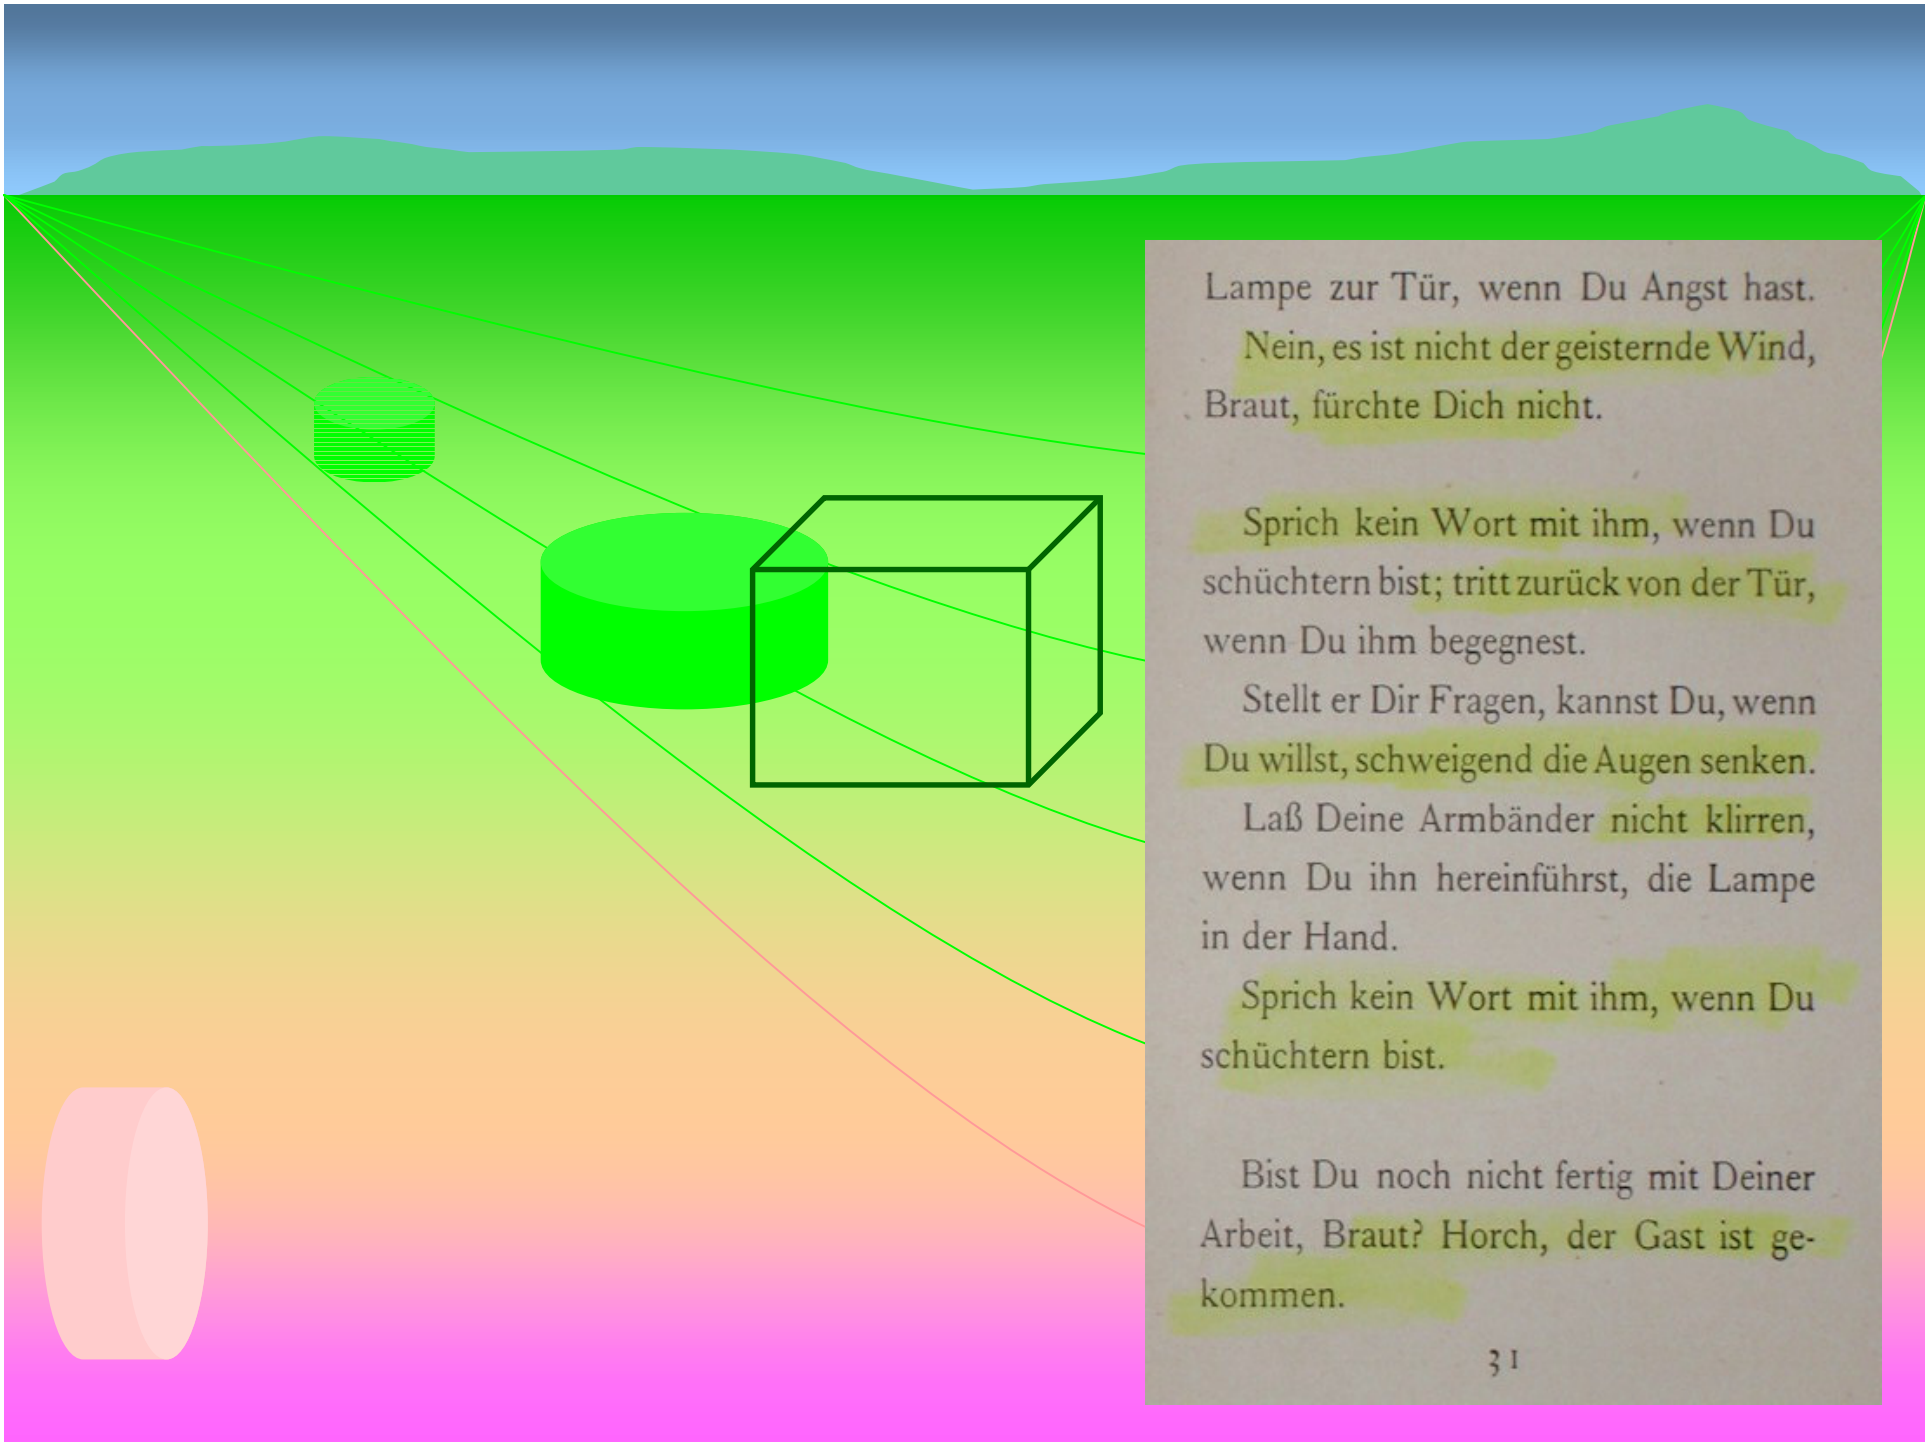 Lampe zur Tür, wenn Du Angst hast.
Nein, es ist nicht der geisternde Wind,
Braut, fürchte Dich nicht.
Sprich kein Wort mit ihm, wenn Du
schüchtern bist; tritt zurück von der Tür,
wenn Du ihm begegnest.
Stellt er Dir Fragen, kannst Du, wenn
Du willst, schweigend die Augen senken.
Laß Deine Armbänder nicht klirren,
wenn Du ihn hereinführst, die Lampe
in der Hand.
Sprich kein Wort mit ihm, wenn Du
schüchtern bist.
Bist Du noch nicht fertig mit Deiner
Arbeit, Braut? Horch, der Gast ist ge-
kommen.
31